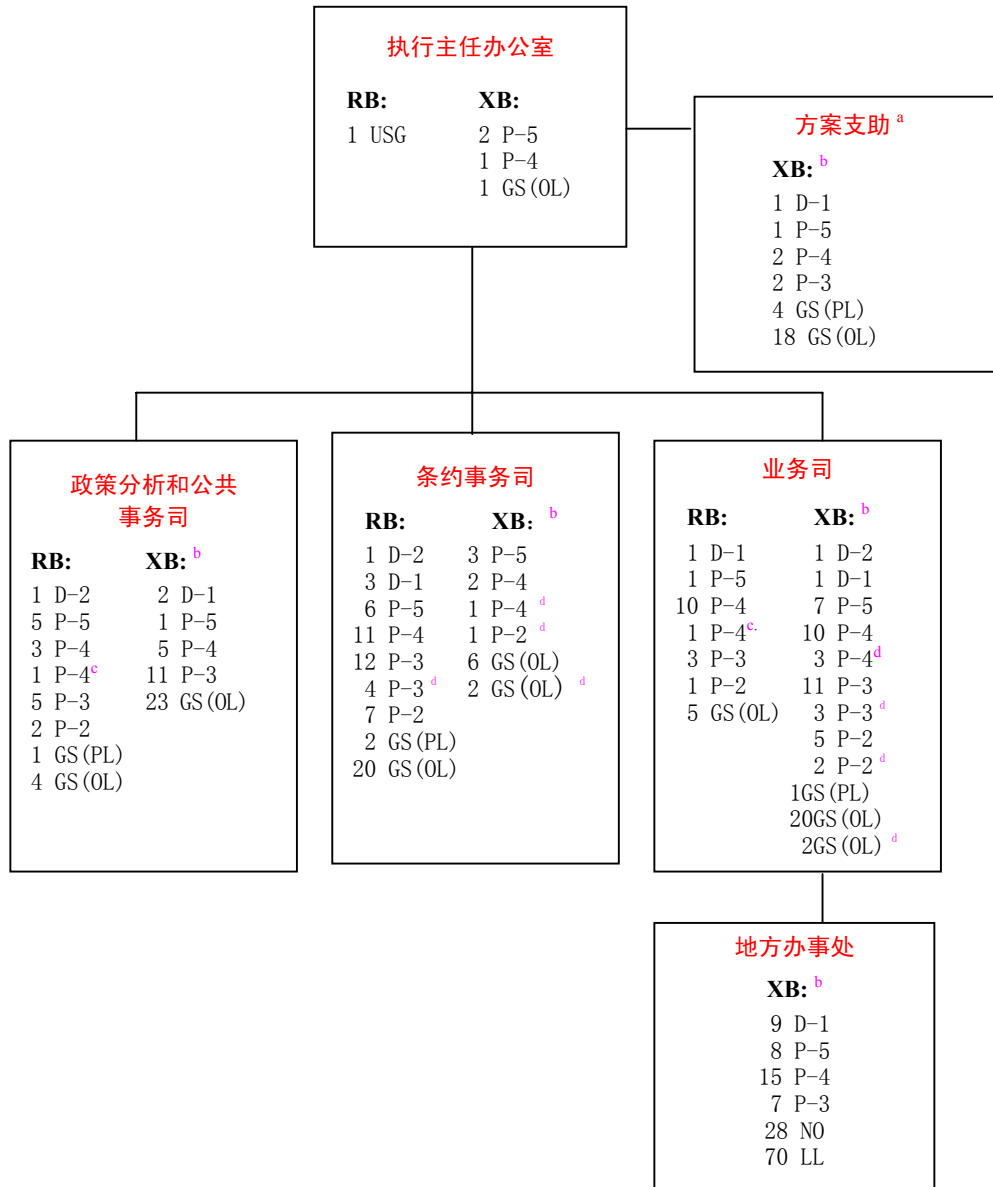 执行主任办公室
RB: XB:
1 USG 2 P-5
1 P-4
1 GS(OL)
方案支助 a
XB: b
1 D-1
1 P-5
2 P-4
2 P-3
4 GS(PL)
18 GS(OL)
政策分析和公共
事务司
RB: XB: b
1 D-2 2 D-1
5 P-5 1 P-5
3 P-4 5 P-4
1 P-4c 11 P-3
5 P-3 23 GS(OL)
2 P-2
1 GS(PL)
4 GS(OL)
条约事务司
RB: XB: b
1 D-2 3 P-5
3 D-1 2 P-4
6 P-5 1 P-4 d
11 P-4 1 P-2 d
12 P-3 6 GS(OL)
4 P-3 d 2 GS(OL) d
7 P-2
2 GS(PL)
20 GS(OL)
业务司
RB: XB: b
1 D-1 1 D-2
1 P-5 1 D-1
10 P-4 7 P-5
1 P-4c. 10 P-4
3 P-3 3 P-4d
1 P-2 11 P-3
5 GS(OL) 3 P-3 d
5 P-2
2 P-2 d
1GS(PL)
20GS(OL)
2GS(OL) d
地方办事处
XB: b
9 D-1
8 P-5
15 P-4
7 P-3
28 NO
70 LL